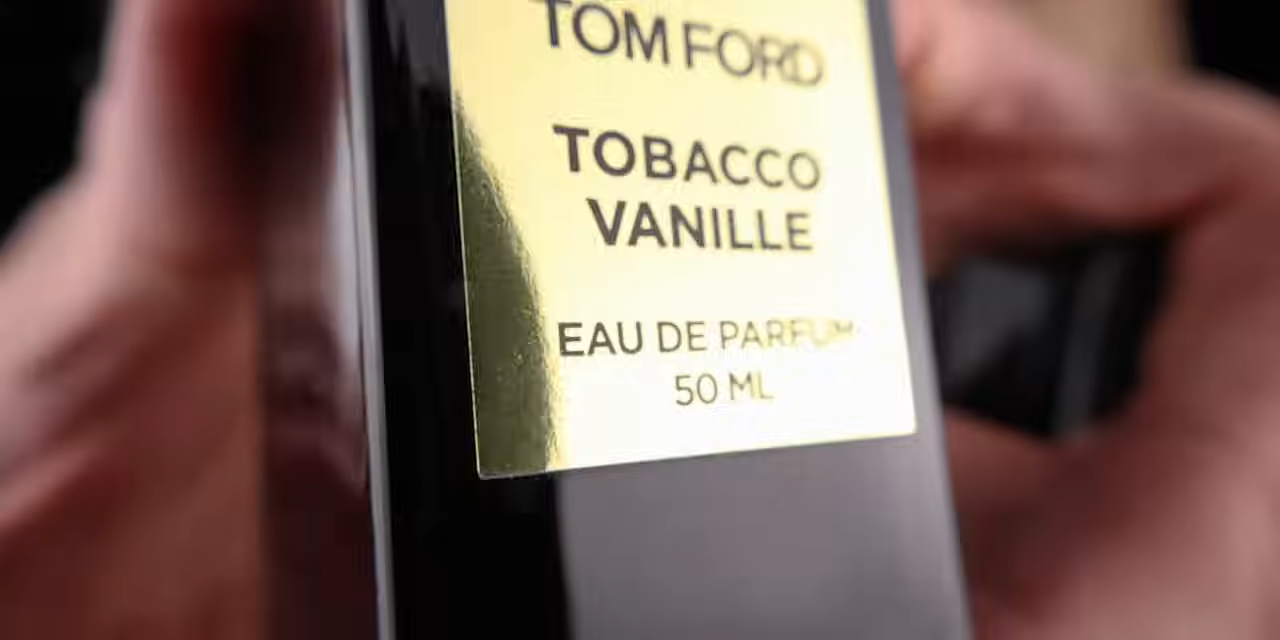 TOM FORD
TOBACCO
VANILLE
EAU DE PARFUM
50 ML